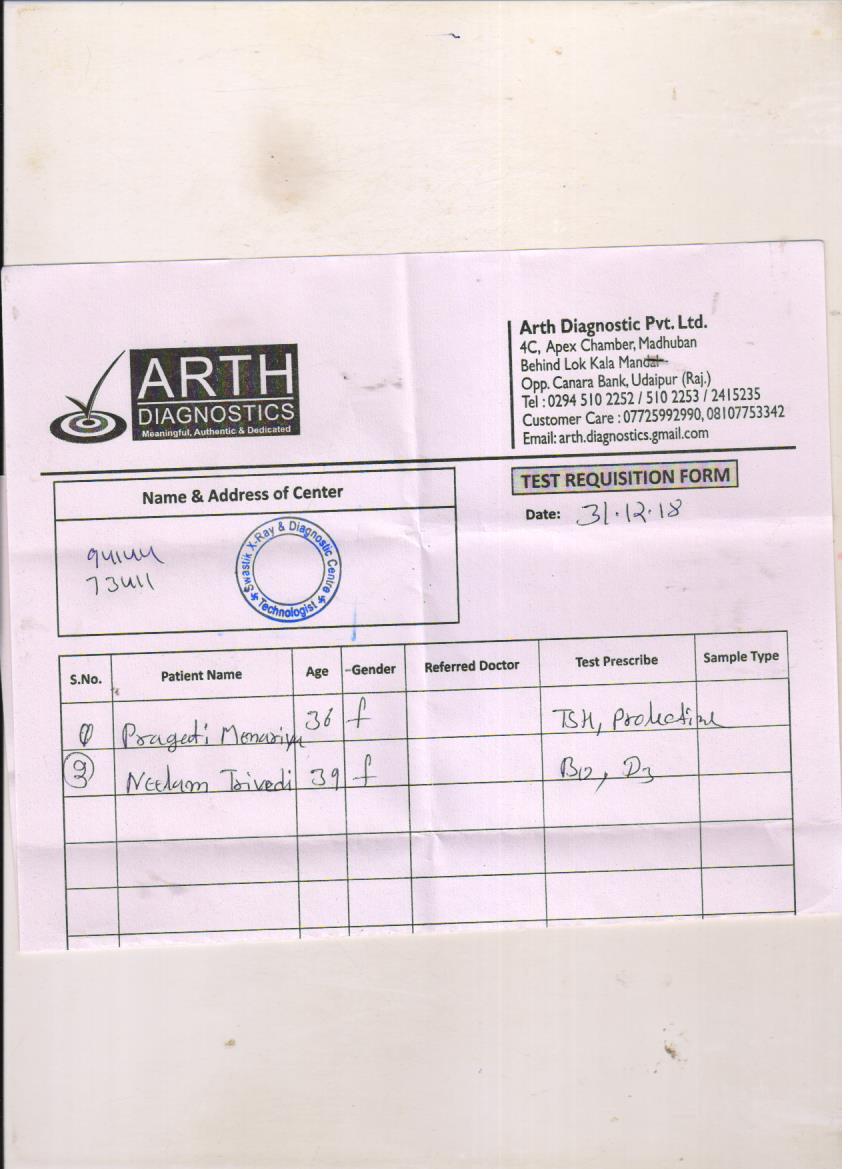 ARTH
DIAGNOSTICS
Meaningful, Authentic & Dedicated
Arth Diagnostic Pvt. Ltd.
4C, Apex Chamber, Madhuban
Behind Lok Kala Mandal
Opp. Canara Bank, Udaipur (Raj.)
Tel : 0294 510 2252 / 510 2253 / 2415235
Customer Care : 07725992990, 08107753342
Email: arth.diagnostics.gmail.com
TEST REQUISITION FORM
Date: 31.12.18
Name & Address of Center
94144
73411
Swastik X-Ray & Diagnostic Centre
Technologist
S.No. Patient Name Age Gender Referred Doctor Test Prescribe Sample Type
Pragati Menariya 36 f TSH, Prolactine
Neelam Trivedi 39 f B12, D3